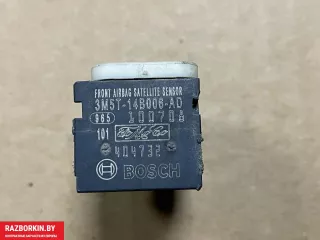 FRONT AIRBAG SATELLITE SENSOR
3M5T-14B006-AD
965 10070A
101
404732
BOSCH
RAZBORKIN.BY